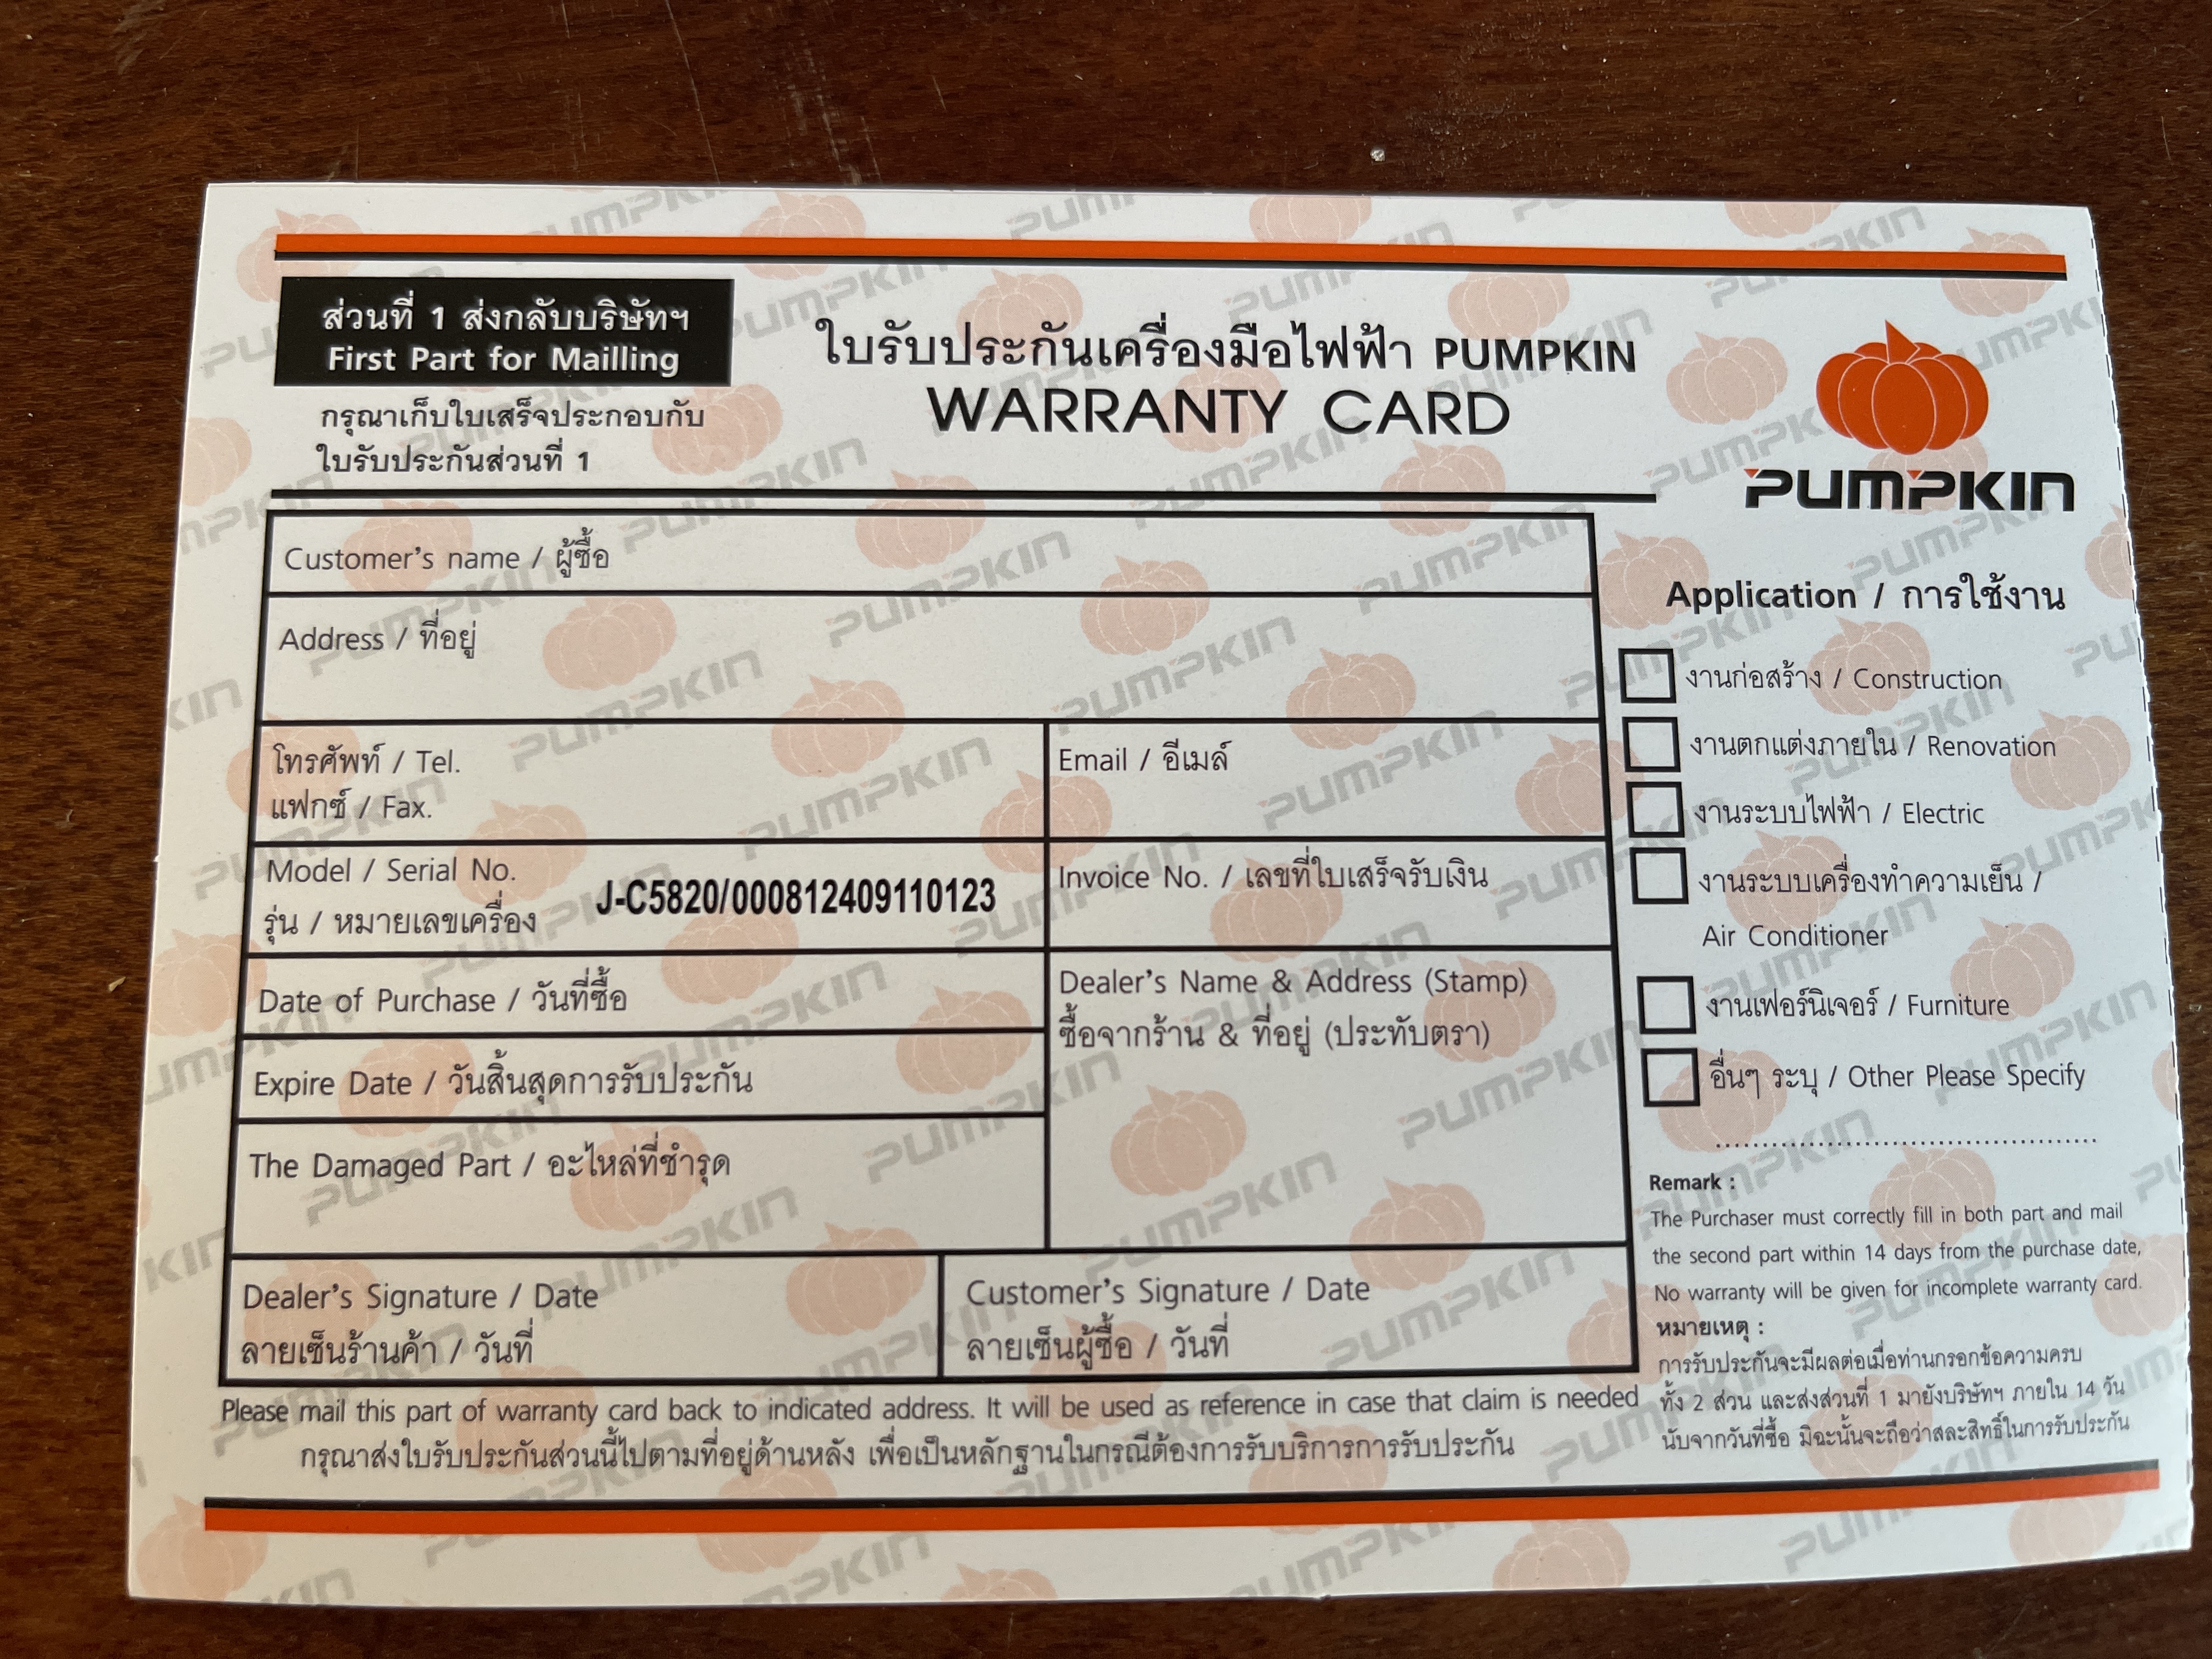 ส่วนที่ 1 ส่งกลับบริษัทฯ
First Part for Mailling
กรุณาเก็บใบเสร็จประกอบกับ
ใบรับประกันส่วนที่ 1
ใบรับประกันเครื่องมือไฟฟ้า PUMPKIN
WARRANTY CARD
PUMPKIN
Customer's name / ผู้ซื้อ
Address / ที่อยู่
โทรศัพท์ / Tel.
แฟกซ์ / Fax.
Email / อีเมล์
Model / Serial No.
รุ่น / หมายเลขเครื่อง
J-C5820/000812409110123
Invoice No. / เลขที่ใบเสร็จรับเงิน
Date of Purchase / วันที่ซื้อ
Expire Date / วันสิ้นสุดการรับประกัน
The Damaged Part / อะไหล่ที่ชำรุด
Dealer's Name & Address (Stamp)
ซื้อจากร้าน & ที่อยู่ (ประทับตรา)
Dealer's Signature / Date
ลายเซ็นร้านค้า / วันที่
Customer's Signature / Date
ลายเซ็นผู้ซื้อ / วันที่
Please mail this part of warranty card back to indicated address. It will be used as reference in case that claim is needed
กรุณาส่งใบรับประกันส่วนนี้ไปตามที่อยู่ด้านหลัง เพื่อเป็นหลักฐานในกรณีต้องการรับบริการการรับประกัน
Application / การใช้งาน
งานก่อสร้าง / Construction
งานตกแต่งภายใน / Renovation
งานระบบไฟฟ้า / Electric
งานระบบเครื่องทำความเย็น /
Air Conditioner
งานเฟอร์นิเจอร์ / Furniture
อื่นๆ ระบุ / Other Please Specify
Remark :
The Purchaser must correctly fill in both part and mail
the second part within 14 days from the purchase date,
No warranty will be given for incomplete warranty card.
หมายเหตุ :
การรับประกันจะมีผลต่อเมื่อท่านกรอกข้อความครบ
ทั้ง 2 ส่วน และส่งส่วนที่ 1 มายังบริษัทฯ ภายใน 14 วัน
นับจากวันที่ซื้อ มิฉะนั้นจะถือว่าสละสิทธิ์ในการรับประกัน